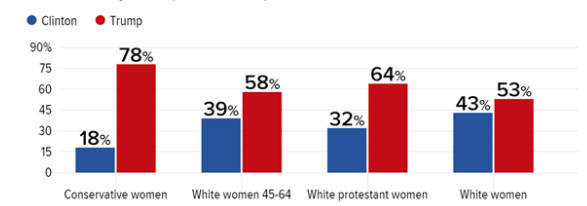 Clinton Trump
90%
75
60
45
30
15
0
18% 78% 39% 58% 32% 64% 43% 53%
Conservative women White women 45-64 White protestant women White women